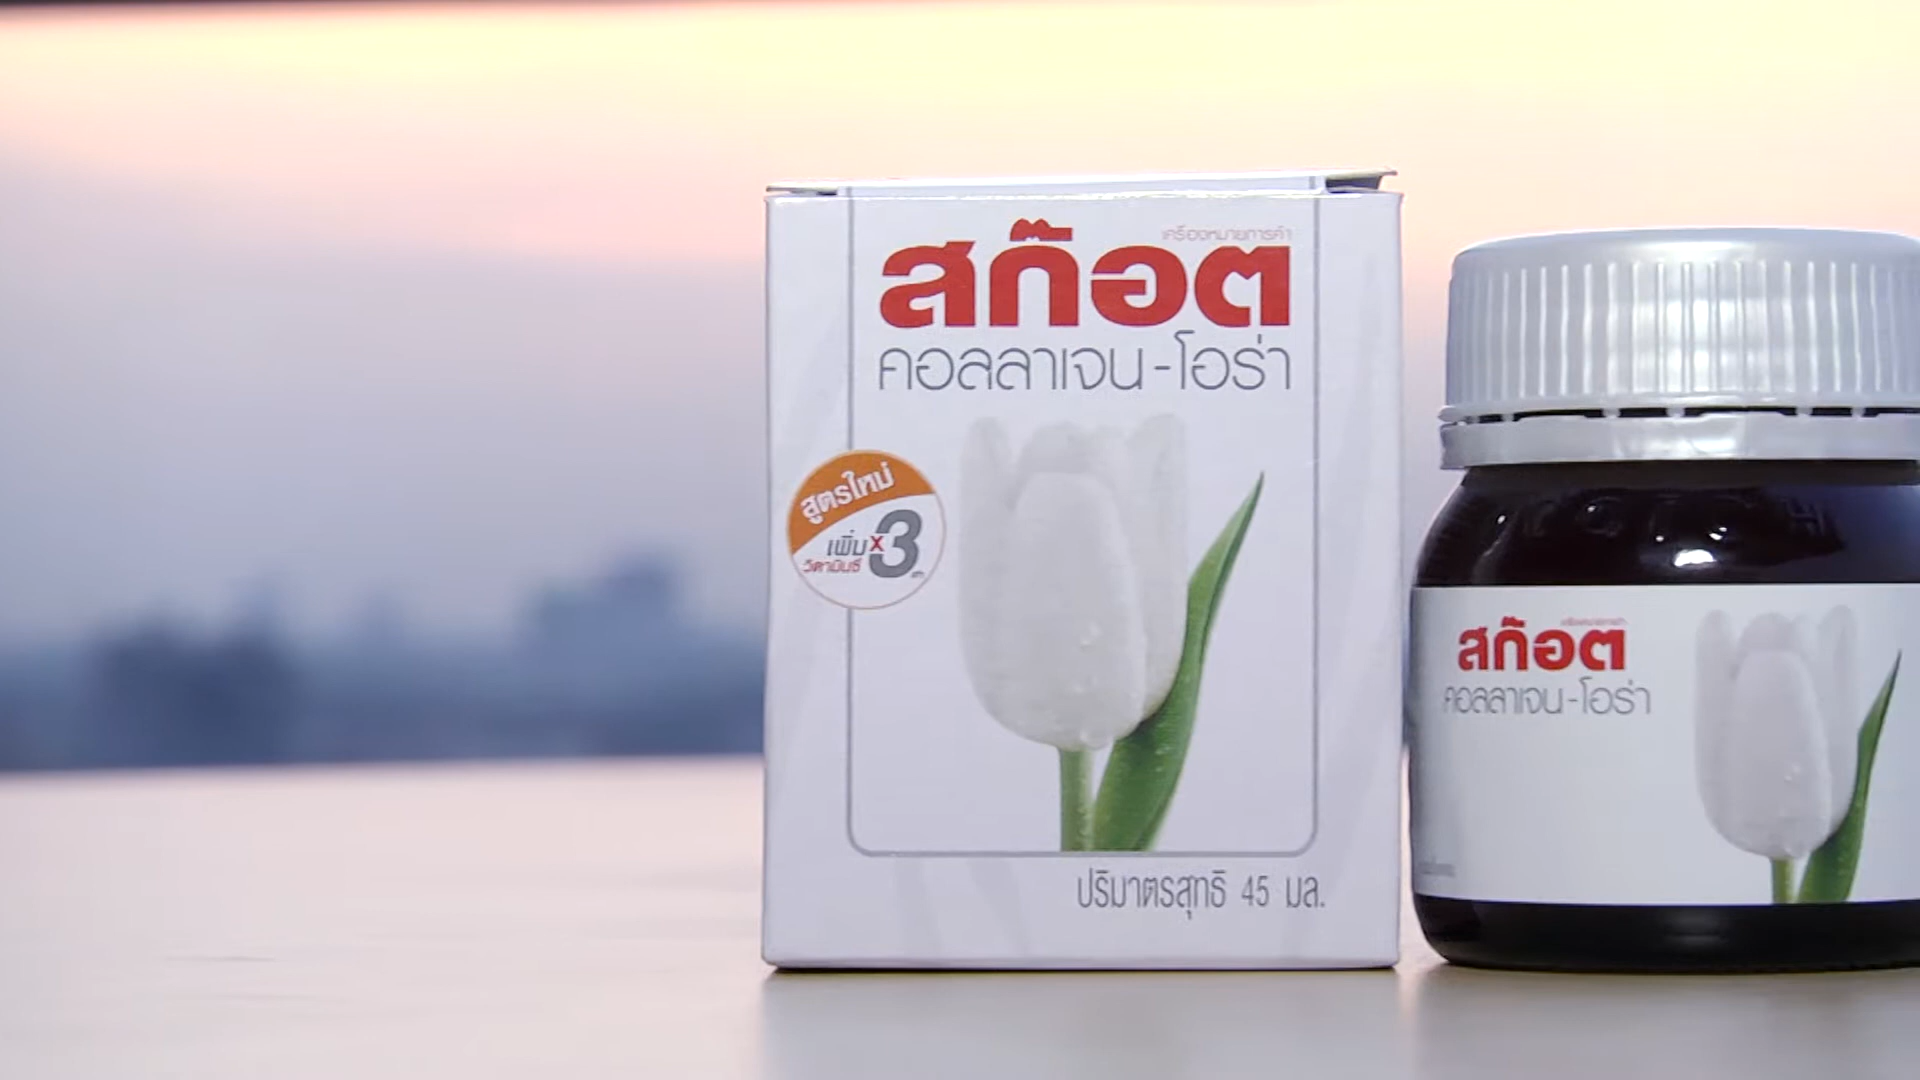 เครื่องหมายการค้า
สก๊อต
คอลลาเจน-โอร่า
สูตรใหม่
เพิ่ม x3
วิตามินซี
ปริมาตรสุทธิ 45 มล.
สก๊อต
คอลลาเจน-โอร่า